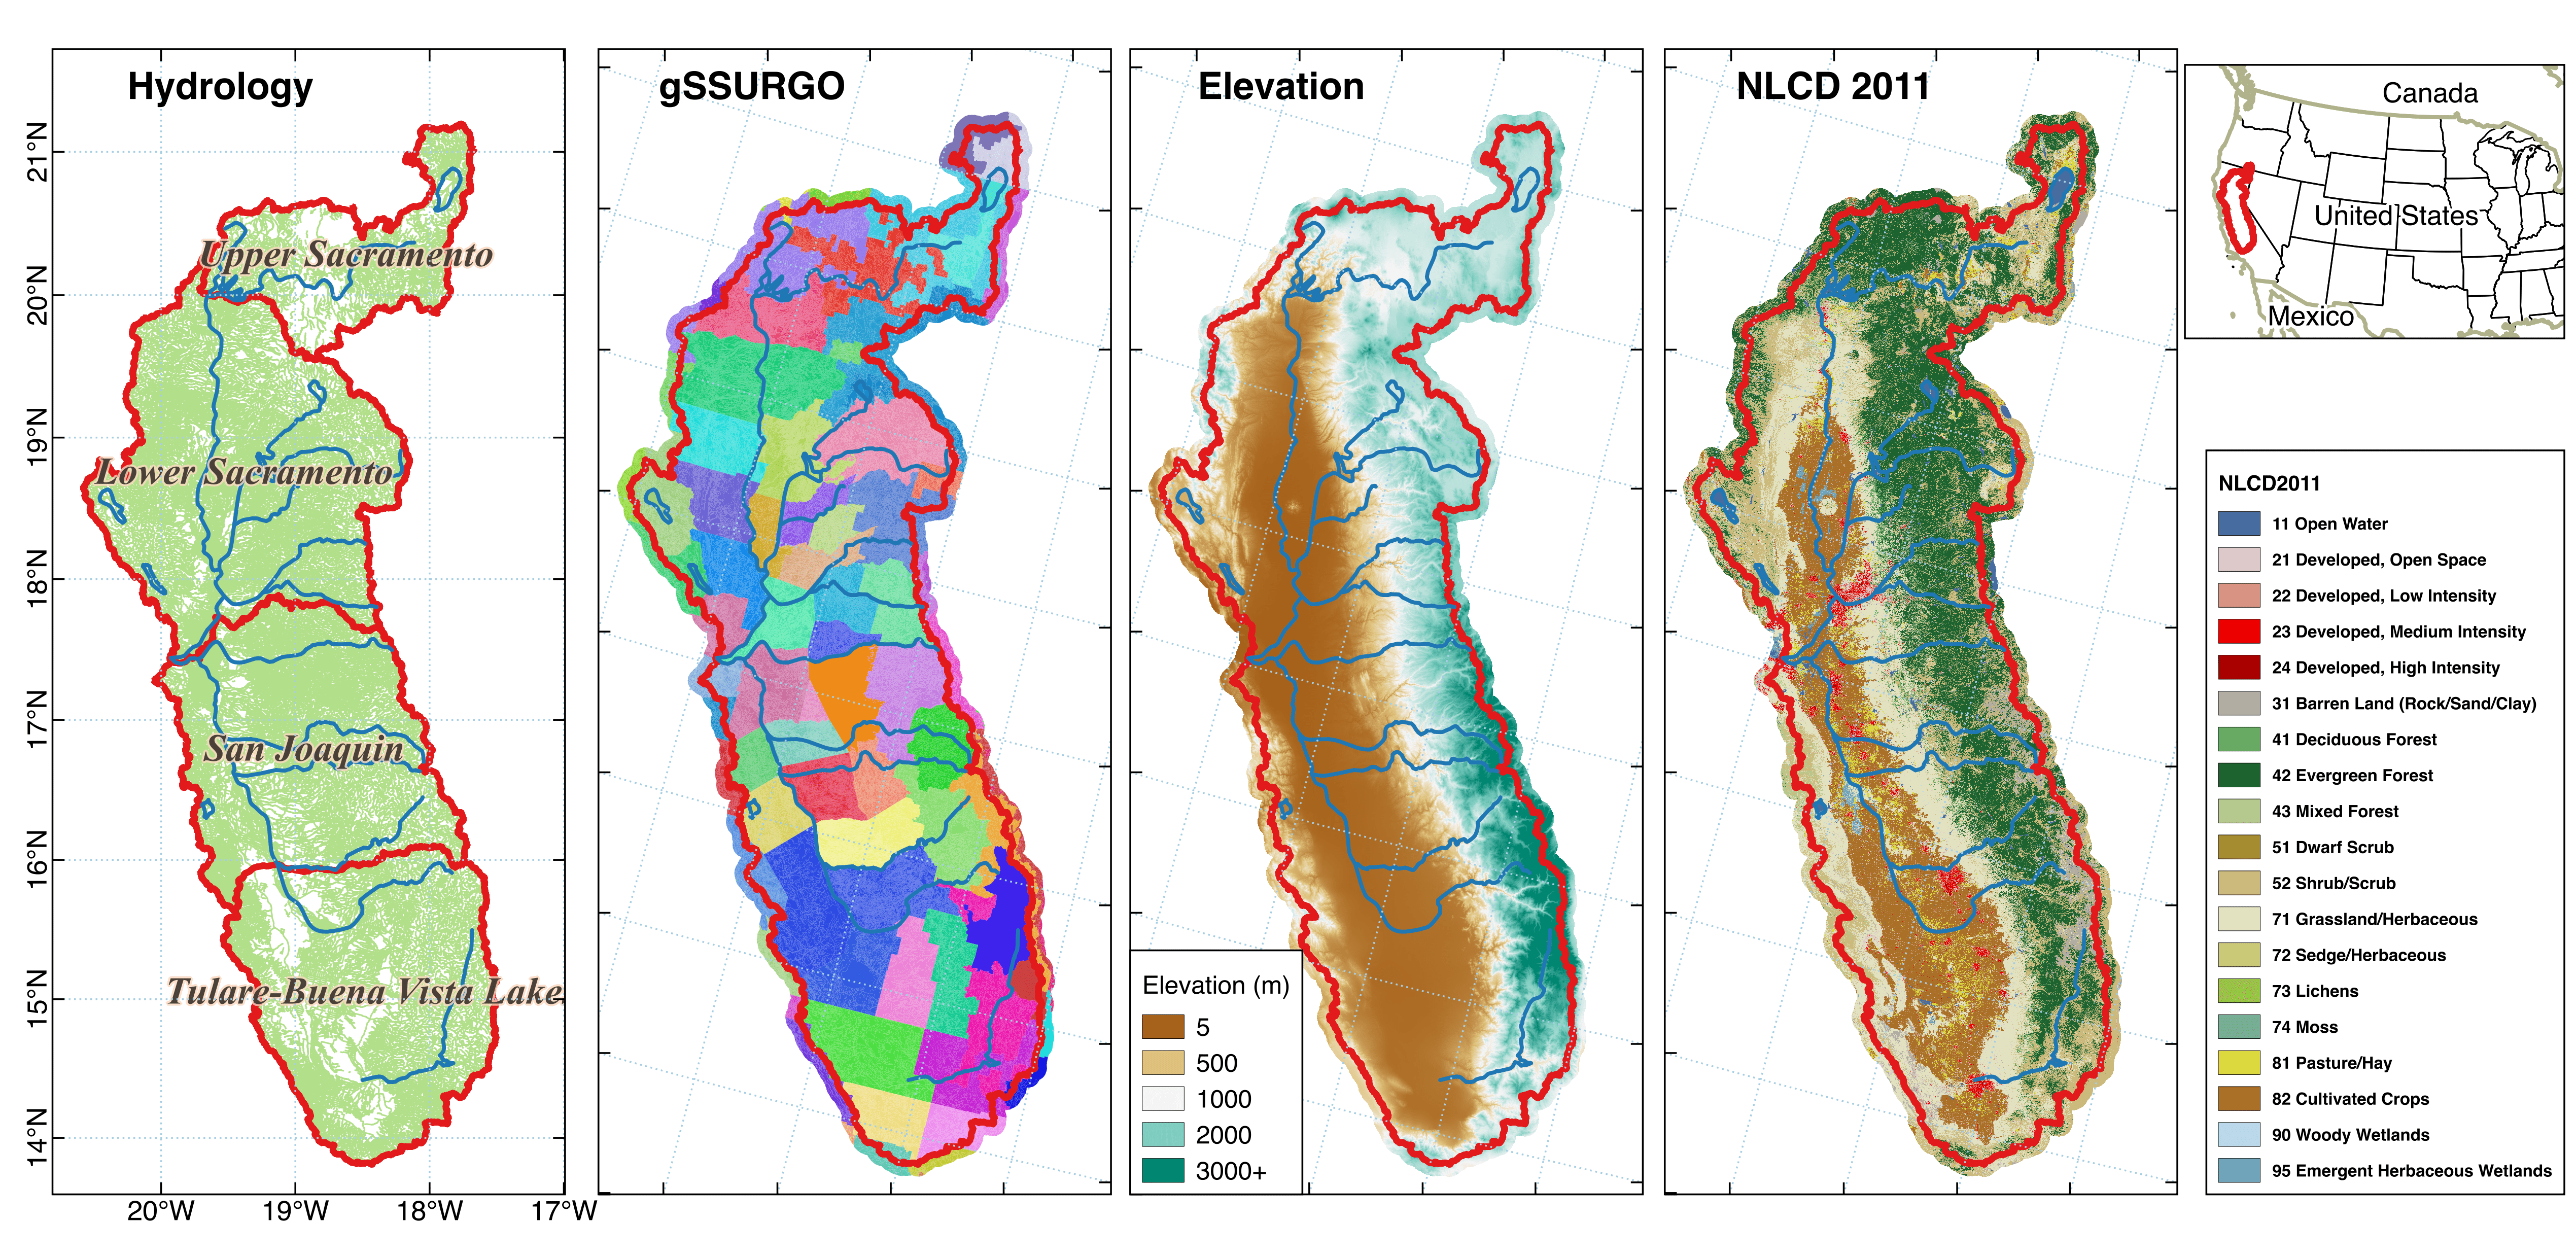 Hydrology
gSSURGO
Elevation
NLCD 2011
21°N
20°N
19°N
18°N
17°N
16°N
15°N
14°N
20°W
19°W
18°W
17°W
Upper Sacramento
Lower Sacramento
San Joaquin
Tulare-Buena Vista Lake
Elevation (m)
5
500
1000
2000
3000+
Canada
United States
Mexico
NLCD2011
11 Open Water
21 Developed, Open Space
22 Developed, Low Intensity
23 Developed, Medium Intensity
24 Developed, High Intensity
31 Barren Land (Rock/Sand/Clay)
41 Deciduous Forest
42 Evergreen Forest
43 Mixed Forest
51 Dwarf Scrub
52 Shrub/Scrub
71 Grassland/Herbaceous
72 Sedge/Herbaceous
73 Lichens
74 Moss
81 Pasture/Hay
82 Cultivated Crops
90 Woody Wetlands
95 Emergent Herbaceous Wetlands